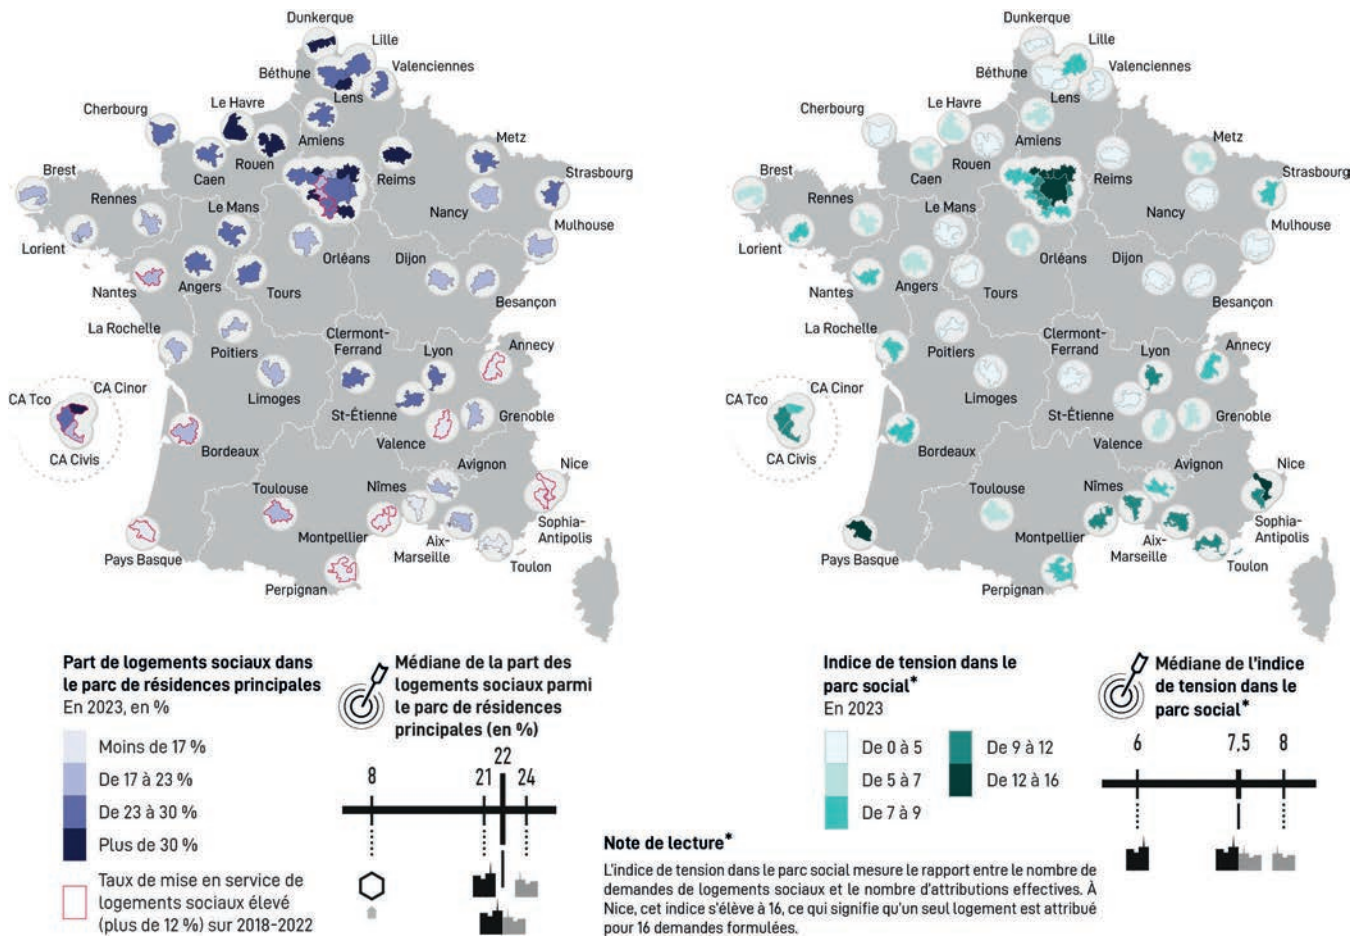 Dunkerque
Lille
Béthune
Valenciennes
Lens
Cherbourg
Le Havre
Amiens
Metz
Rouen
Caen
Reims
Strasbourg
Brest
Rennes
Le Mans
Nancy
Mulhouse
Lorient
Orléans
Dijon
Nantes
Angers
Tours
Besançon
La Rochelle
Poitiers
Clermont-
Ferrand
Lyon
Annecy
CA Tco
CA Cinor
Limoges
St-Étienne
Grenoble
CA Civis
Bordeaux
Valence
Avignon
Nice
Toulouse
Nîmes
Montpellier
Aix-
Marseille
Sophia-
Antipolis
Pays Basque
Toulon
Perpignan
Dunkerque
Lille
Béthune
Valenciennes
Lens
Cherbourg
Le Havre
Amiens
Metz
Rouen
Caen
Reims
Strasbourg
Brest
Rennes
Le Mans
Nancy
Mulhouse
Lorient
Orléans
Dijon
Nantes
Angers
Tours
Besançon
La Rochelle
Poitiers
Clermont-
Ferrand
Lyon
Annecy
CA Tco
CA Cinor
Limoges
St-Étienne
Grenoble
CA Civis
Bordeaux
Valence
Avignon
Nice
Toulouse
Nîmes
Montpellier
Aix-
Marseille
Sophia-
Antipolis
Pays Basque
Toulon
Perpignan
Part de logements sociaux dans
le parc de résidences principales
En 2023, en %
Moins de 17 %
De 17 à 23 %
De 23 à 30 %
Plus de 30 %
Taux de mise en service de
logements sociaux élevé
(plus de 12 %) sur 2018-2022
Médiane de la part des
logements sociaux parmi
le parc de résidences
principales (en %)
8
21
22
24
Indice de tension dans le
parc social*
En 2023
De 0 à 5
De 5 à 7
De 7 à 9
De 9 à 12
De 12 à 16
Médiane de l'indice
de tension dans le
parc social*
6
7,5
8
Note de lecture*
L'indice de tension dans le parc social mesure le rapport entre le nombre de
demandes de logements sociaux et le nombre d'attributions effectives. À
Nice, cet indice s'élève à 16, ce qui signifie qu'un seul logement est attribué
pour 16 demandes formulées.